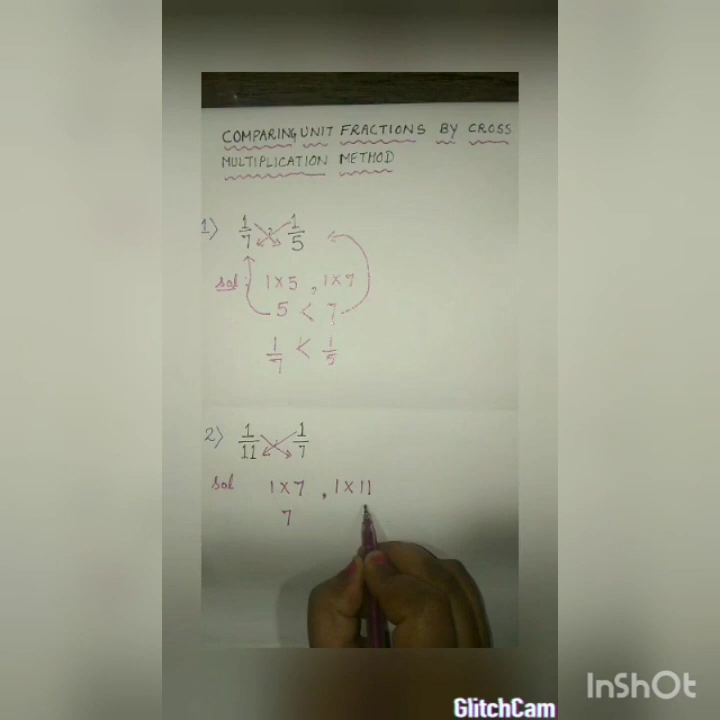 COMPARING UNIT FRACTIONS BY CROSS
MULTIPLICATION METHOD
1) 1/7 , 1/5
sol: 1×5 , 1×7
5 < 7
1/7 < 1/5
2) 1/11 , 1/7
sol 1×7 , 1×11
7
InShOt
GlitchCam